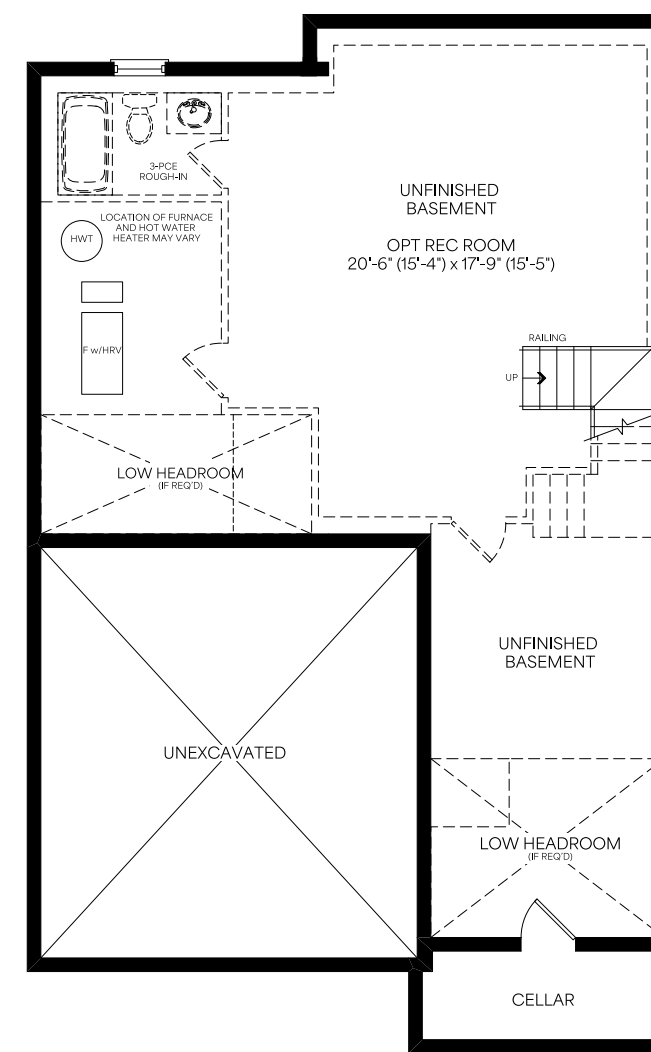 3-PCE
ROUGH-IN
UNFINISHED
BASEMENT
LOCATION OF FURNACE
AND HOT WATER
HEATER MAY VARY
HWT
OPT REC ROOM
20'-6" (15'-4") x 17'-9" (15'-5")
F w/HRV
RAILING
UP
LOW HEADROOM
(IF REQ'D)
UNFINISHED
BASEMENT
UNEXCAVATED
LOW HEADROOM
(IF REQ'D)
CELLAR